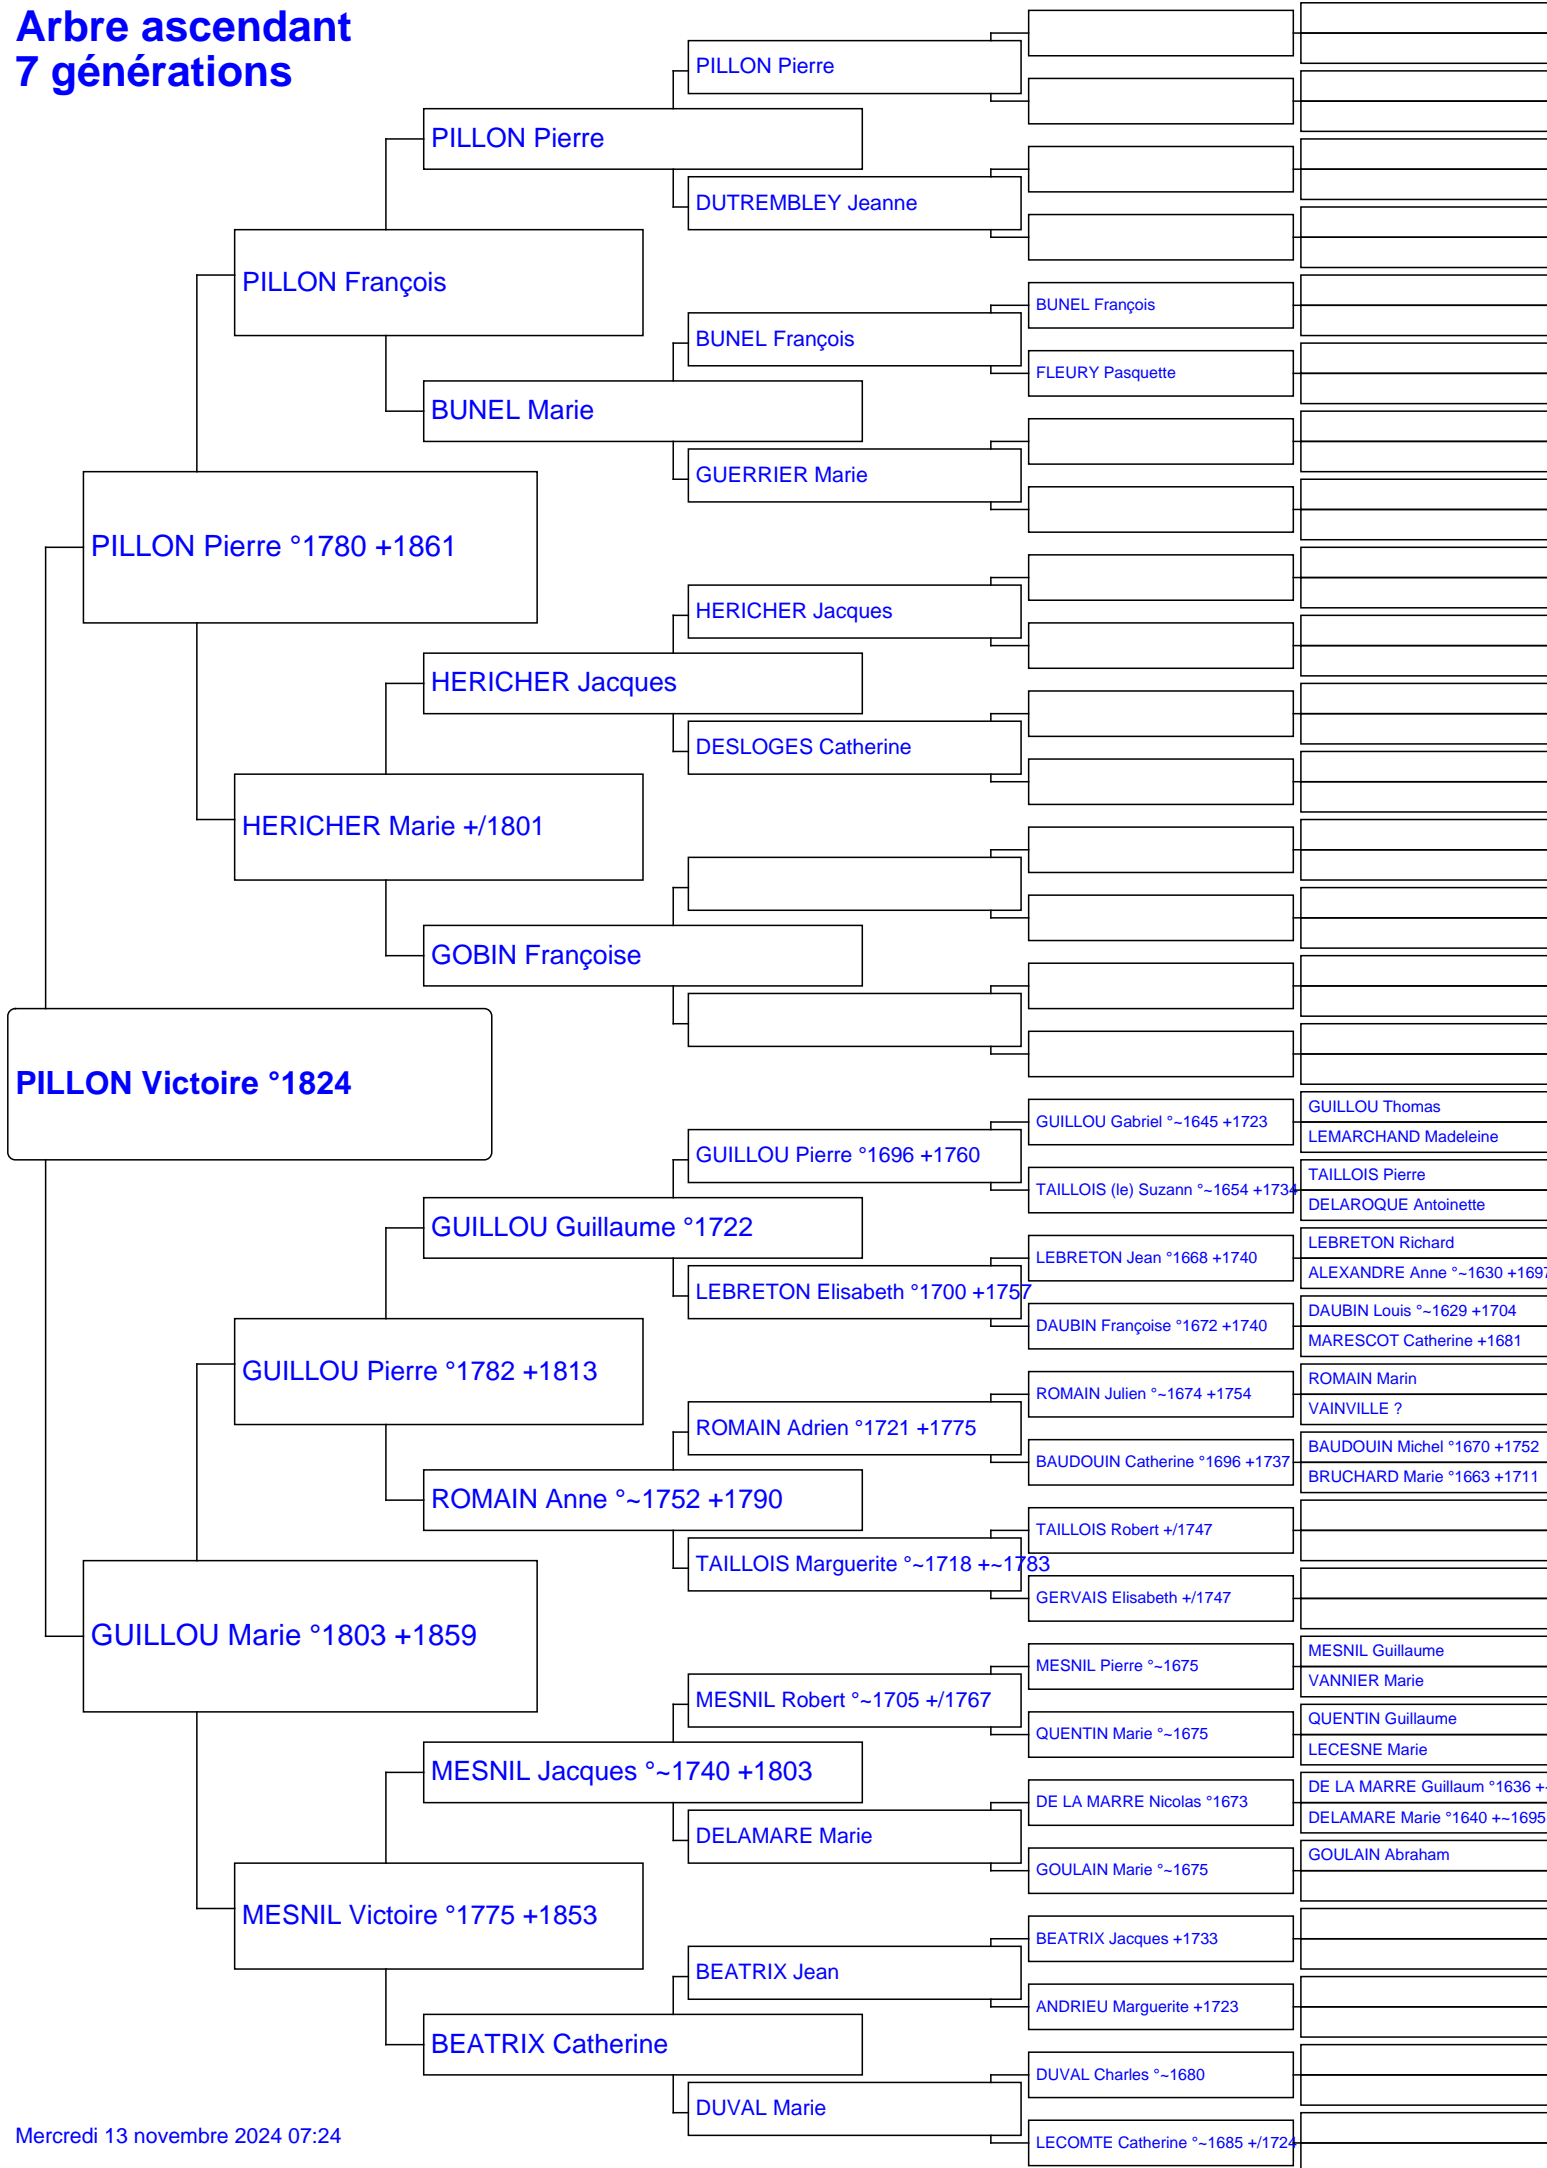 Arbre ascendant
7 générations
PILLON Pierre
PILLON Pierre
DUTREMBLEY Jeanne
PILLON François
BUNEL François
BUNEL François
FLEURY Pasquette
BUNEL Marie
GUERRIER Marie
PILLON Pierre °1780 +1861
HERICHER Jacques
HERICHER Jacques
DESLOGES Catherine
HERICHER Marie +/1801
GOBIN Françoise
PILLON Victoire °1824
GUILLOU Thomas
GUILLOU Gabriel °~1645 +1723
LEMARCHAND Madeleine
GUILLOU Pierre °1696 +1760
TAILLOIS Pierre
TAILLOIS (le) Suzann °~1654 +1734
DELAROQUE Antoinette
GUILLOU Guillaume °1722
LEBRETON Richard
LEBRETON Jean °1668 +1740
ALEXANDRE Anne °~1630 +1697
LEBRETON Elisabeth °1700 +1757
DAUBIN Louis °~1629 +1704
DAUBIN Françoise °1672 +1740
MARESCOT Catherine +1681
GUILLOU Pierre °1782 +1813
ROMAIN Marin
ROMAIN Julien °~1674 +1754
VAINVILLE ?
ROMAIN Adrien °1721 +1775
BAUDOUIN Michel °1670 +1752
BAUDOUIN Catherine °1696 +1737
BRUCHARD Marie °1663 +1711
ROMAIN Anne °~1752 +1790
TAILLOIS Robert +/1747
TAILLOIS Marguerite °~1718 +~1783
GERVAIS Elisabeth +/1747
GUILLOU Marie °1803 +1859
MESNIL Guillaume
MESNIL Pierre °~1675
VANNIER Marie
MESNIL Robert °~1705 +/1767
QUENTIN Guillaume
QUENTIN Marie °~1675
LECESNE Marie
MESNIL Jacques °~1740 +1803
DE LA MARRE Guillaum °1636 +
DE LA MARRE Nicolas °1673
DELAMARE Marie °1640 +~1695
DELAMARE Marie
GOULAIN Abraham
GOULAIN Marie °~1675
MESNIL Victoire °1775 +1853
BEATRIX Jacques +1733
BEATRIX Jean
ANDRIEU Marguerite +1723
BEATRIX Catherine
DUVAL Charles °~1680
DUVAL Marie
LECOMTE Catherine °~1685 +/1724
Mercredi 13 novembre 2024 07:24